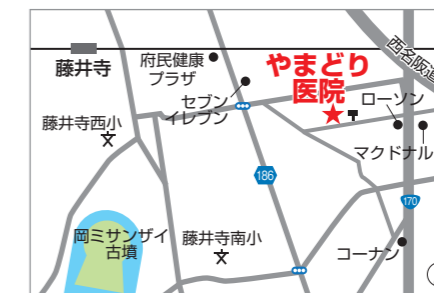 藤井寺
府民健康
プラザ
やまどり
医院
西名阪道
セブン
イレブン
ローソン
藤井寺西小
マクドナル
186
170
岡ミサンザイ
古墳
藤井寺南小
コーナン